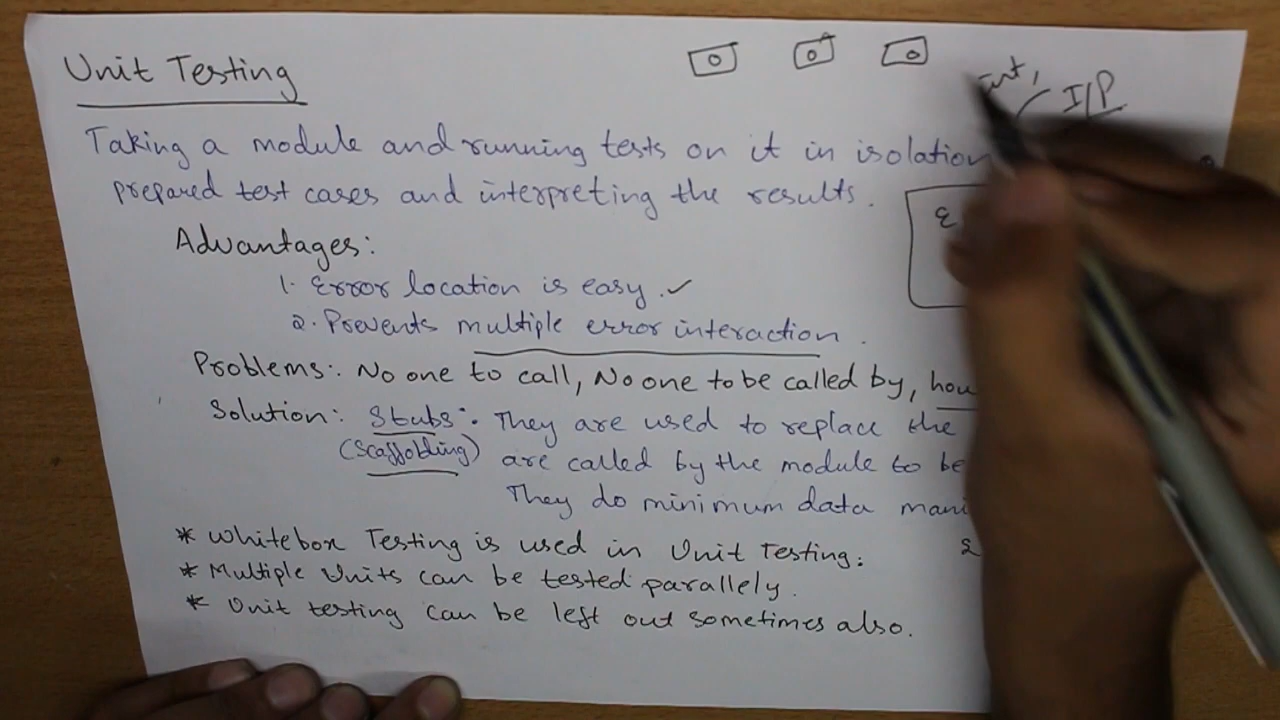 Unit Testing
I/P
Taking a module and running tests on it in isolation
prepared test cases and interpreting the results.
Advantages:
1. Error location is easy. ✓
2. Prevents multiple error interaction.
Problems: No one to call, No one to be called by,
Solution: Stubs: They are used to replace the
(Scaffolding) are called by the module to be
They do minimum data
* Whitebox Testing is used in Unit Testing:
* Multiple Units can be tested parallely.
* Unit testing can be left out sometimes also.